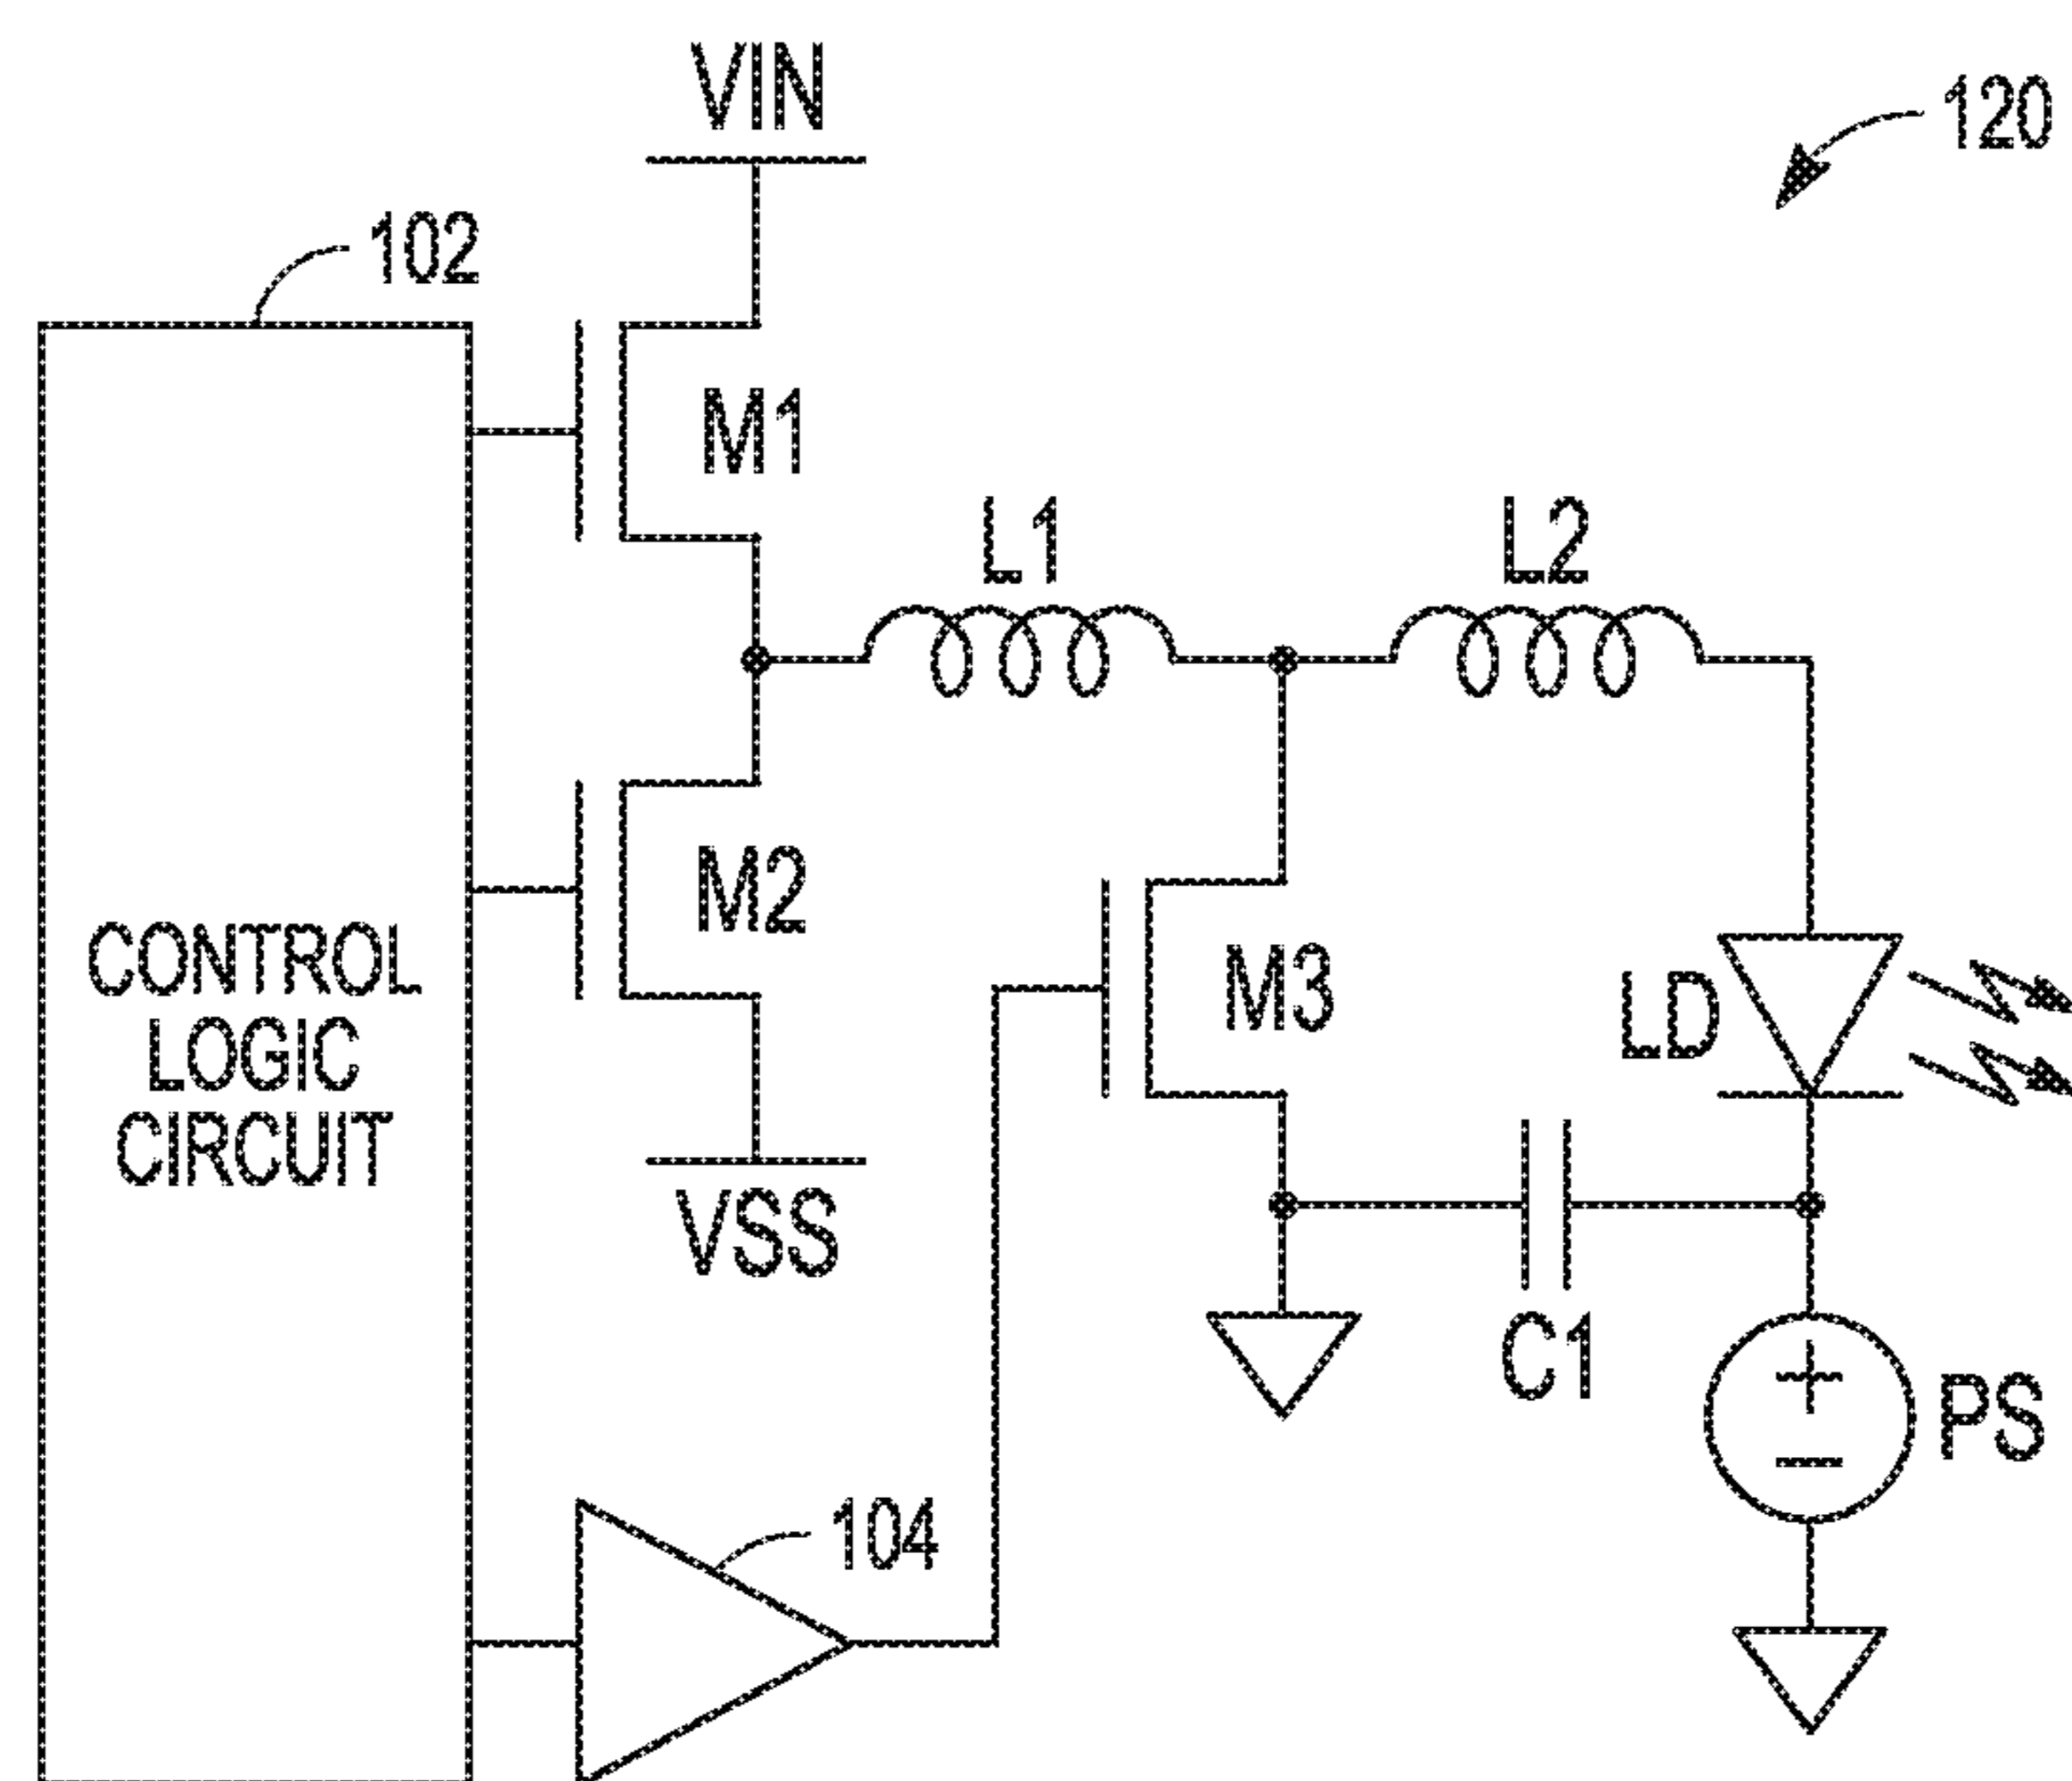 VIN
120
102
M1
L1
L2
M2
CONTROL
LOGIC
CIRCUIT
M3
LD
VSS
C1
+
−
PS
104